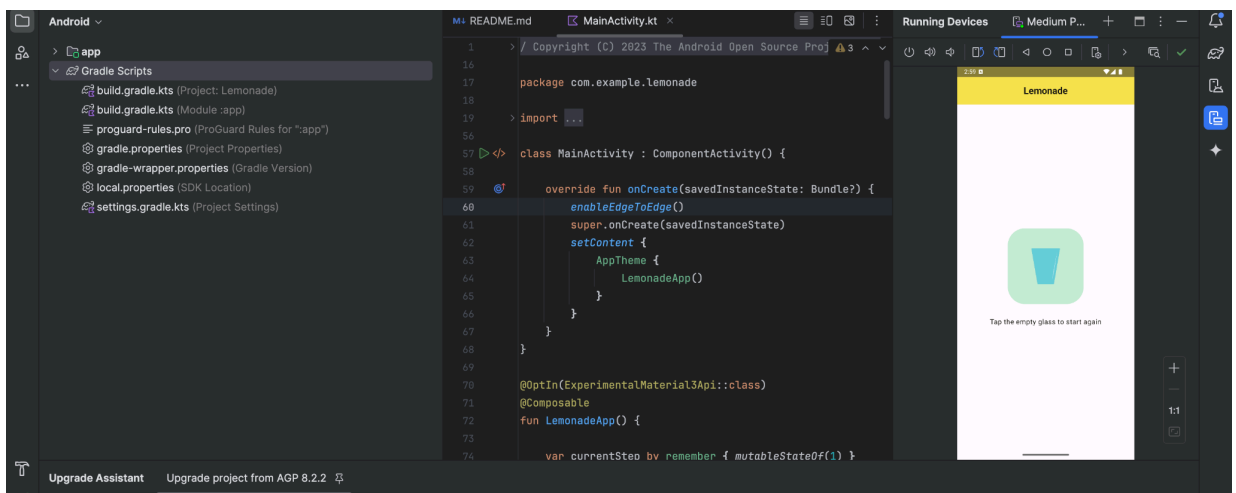 Android
app
Gradle Scripts
build.gradle.kts (Project: Lemonade)
build.gradle.kts (Module :app)
proguard-rules.pro (ProGuard Rules for ":app")
gradle.properties (Project Properties)
gradle-wrapper.properties (Gradle Version)
local.properties (SDK Location)
settings.gradle.kts (Project Settings)
M↓ README.md
MainActivity.kt
1 / Copyright (C) 2023 The Android Open Source Proj 3
16
17 package com.example.lemonade
18
19 import ...
56
57 class MainActivity : ComponentActivity() {
58
59 override fun onCreate(savedInstanceState: Bundle?) {
60 enableEdgeToEdge()
61 super.onCreate(savedInstanceState)
62 setContent {
63 AppTheme {
64 LemonadeApp()
65 }
66 }
67 }
68 }
69
70 @OptIn(ExperimentalMaterial3Api::class)
71 @Composable
72 fun LemonadeApp() {
73
74 var currentStep by remember { mutableStateOf(1) }
Running Devices
Medium P...
2:59
Lemonade
Tap the empty glass to start again
1:1
Upgrade Assistant
Upgrade project from AGP 8.2.2